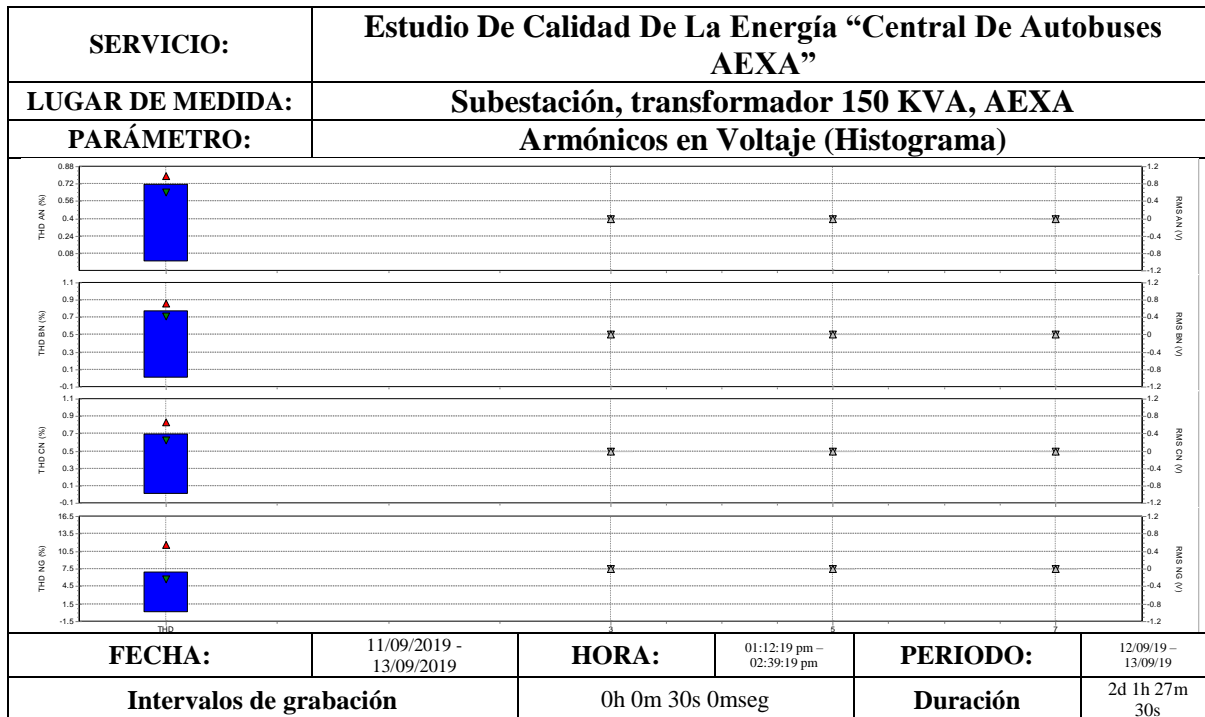 SERVICIO:
Estudio De Calidad De La Energía “Central De Autobuses
AEXA”
LUGAR DE MEDIDA:
Subestación, transformador 150 KVA, AEXA
PARÁMETRO:
Armónicos en Voltaje (Histograma)
THD AN (%)
0.88
0.72
0.56
0.4
0.24
0.08
1.2
0.8
0.4
0
-0.4
-0.8
-1.2
RMS AN (V)
THD BN (%)
1.1
0.9
0.7
0.5
0.3
0.1
-0.1
1.2
0.8
0.4
0
-0.4
-0.8
-1.2
RMS BN (V)
THD CN (%)
1.1
0.9
0.7
0.5
0.3
0.1
-0.1
1.2
0.8
0.4
0
-0.4
-0.8
-1.2
RMS CN (V)
THD NG (%)
16.5
13.5
10.5
7.5
4.5
1.5
-1.5
1.2
0.8
0.4
0
-0.4
-0.8
-1.2
RMS NG (V)
THD 3 5 7
FECHA:
11/09/2019 -
13/09/2019
HORA:
01:12:19 pm –
02:39:19 pm
PERIODO:
12/09/19 –
13/09/19
Intervalos de grabación
0h 0m 30s 0mseg
Duración
2d 1h 27m
30s